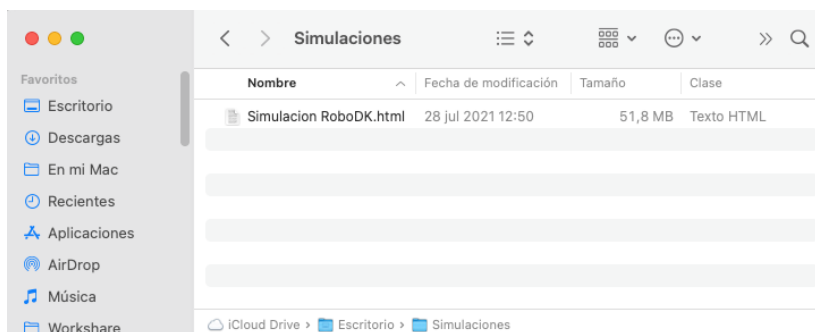 Simulaciones
Favoritos
Escritorio
Descargas
En mi Mac
Recientes
Aplicaciones
AirDrop
Música
Workshare
Nombre Fecha de modificación Tamaño Clase
Simulacion RoboDK.html 28 jul 2021 12:50 51,8 MB Texto HTML
iCloud Drive › Escritorio › Simulaciones